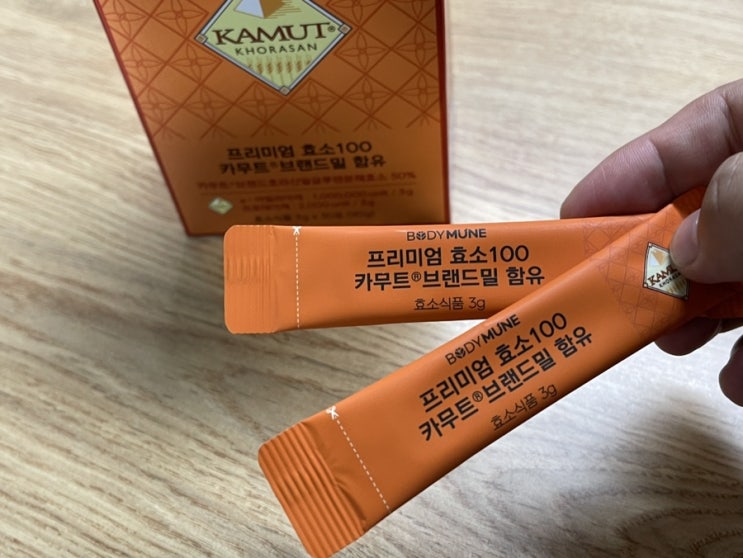 KAMUT®
KHORASAN
프리미엄 효소100
카무트®브랜드밀 함유
BODYMUNE
프리미엄 효소100
카무트®브랜드밀 함유
효소식품 3g
KAMUT
KHORASAN
BODYMUNE
프리미엄 효소100
카무트®브랜드밀 함유
효소식품 3g